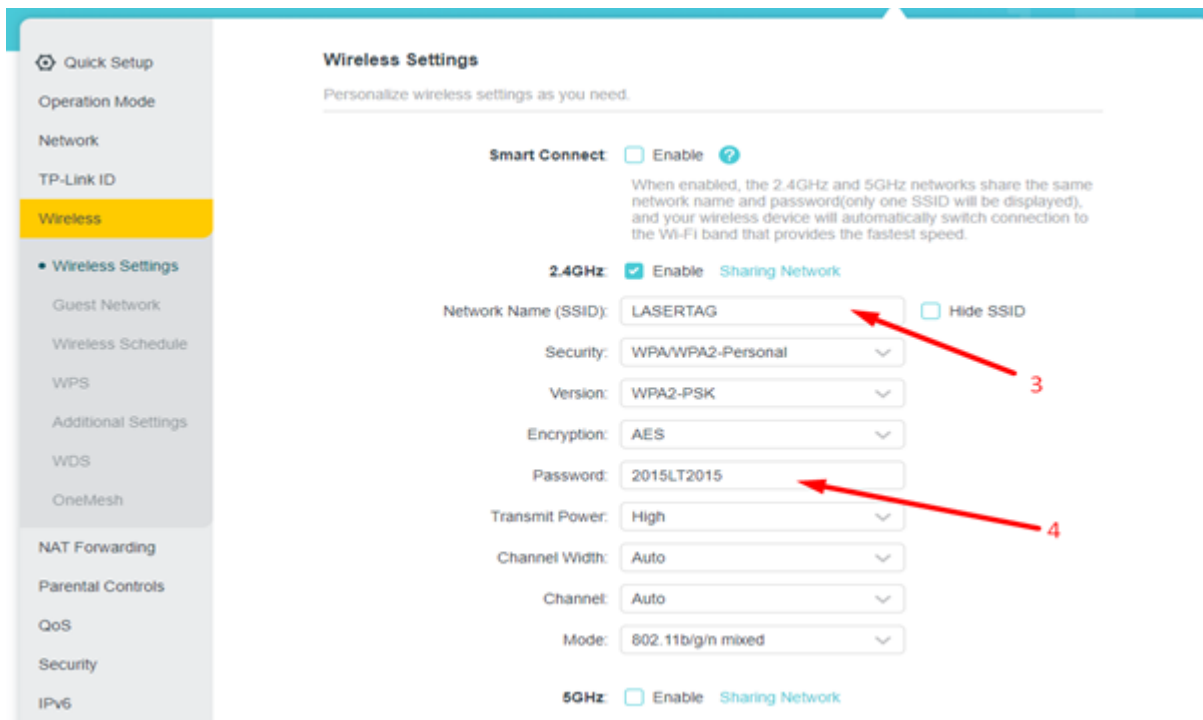 Quick Setup
Operation Mode
Network
TP-Link ID
Wireless
Wireless Settings
Guest Network
Wireless Schedule
WPS
Additional Settings
WDS
OneMesh
NAT Forwarding
Parental Controls
QoS
Security
IPv6
Wireless Settings
Personalize wireless settings as you need.
Smart Connect: Enable ?
When enabled, the 2.4GHz and 5GHz networks share the same
network name and password(only one SSID will be displayed),
and your wireless device will automatically switch connection to
the Wi-Fi band that provides the fastest speed.
2.4GHz: Enable Sharing Network
Network Name (SSID): LASERTAG Hide SSID
Security: WPA/WPA2-Personal
3
Version: WPA2-PSK
Encryption: AES
Password: 2015LT2015
Transmit Power: High
4
Channel Width: Auto
Channel: Auto
Mode: 802.11b/g/n mixed
5GHz: Enable Sharing Network